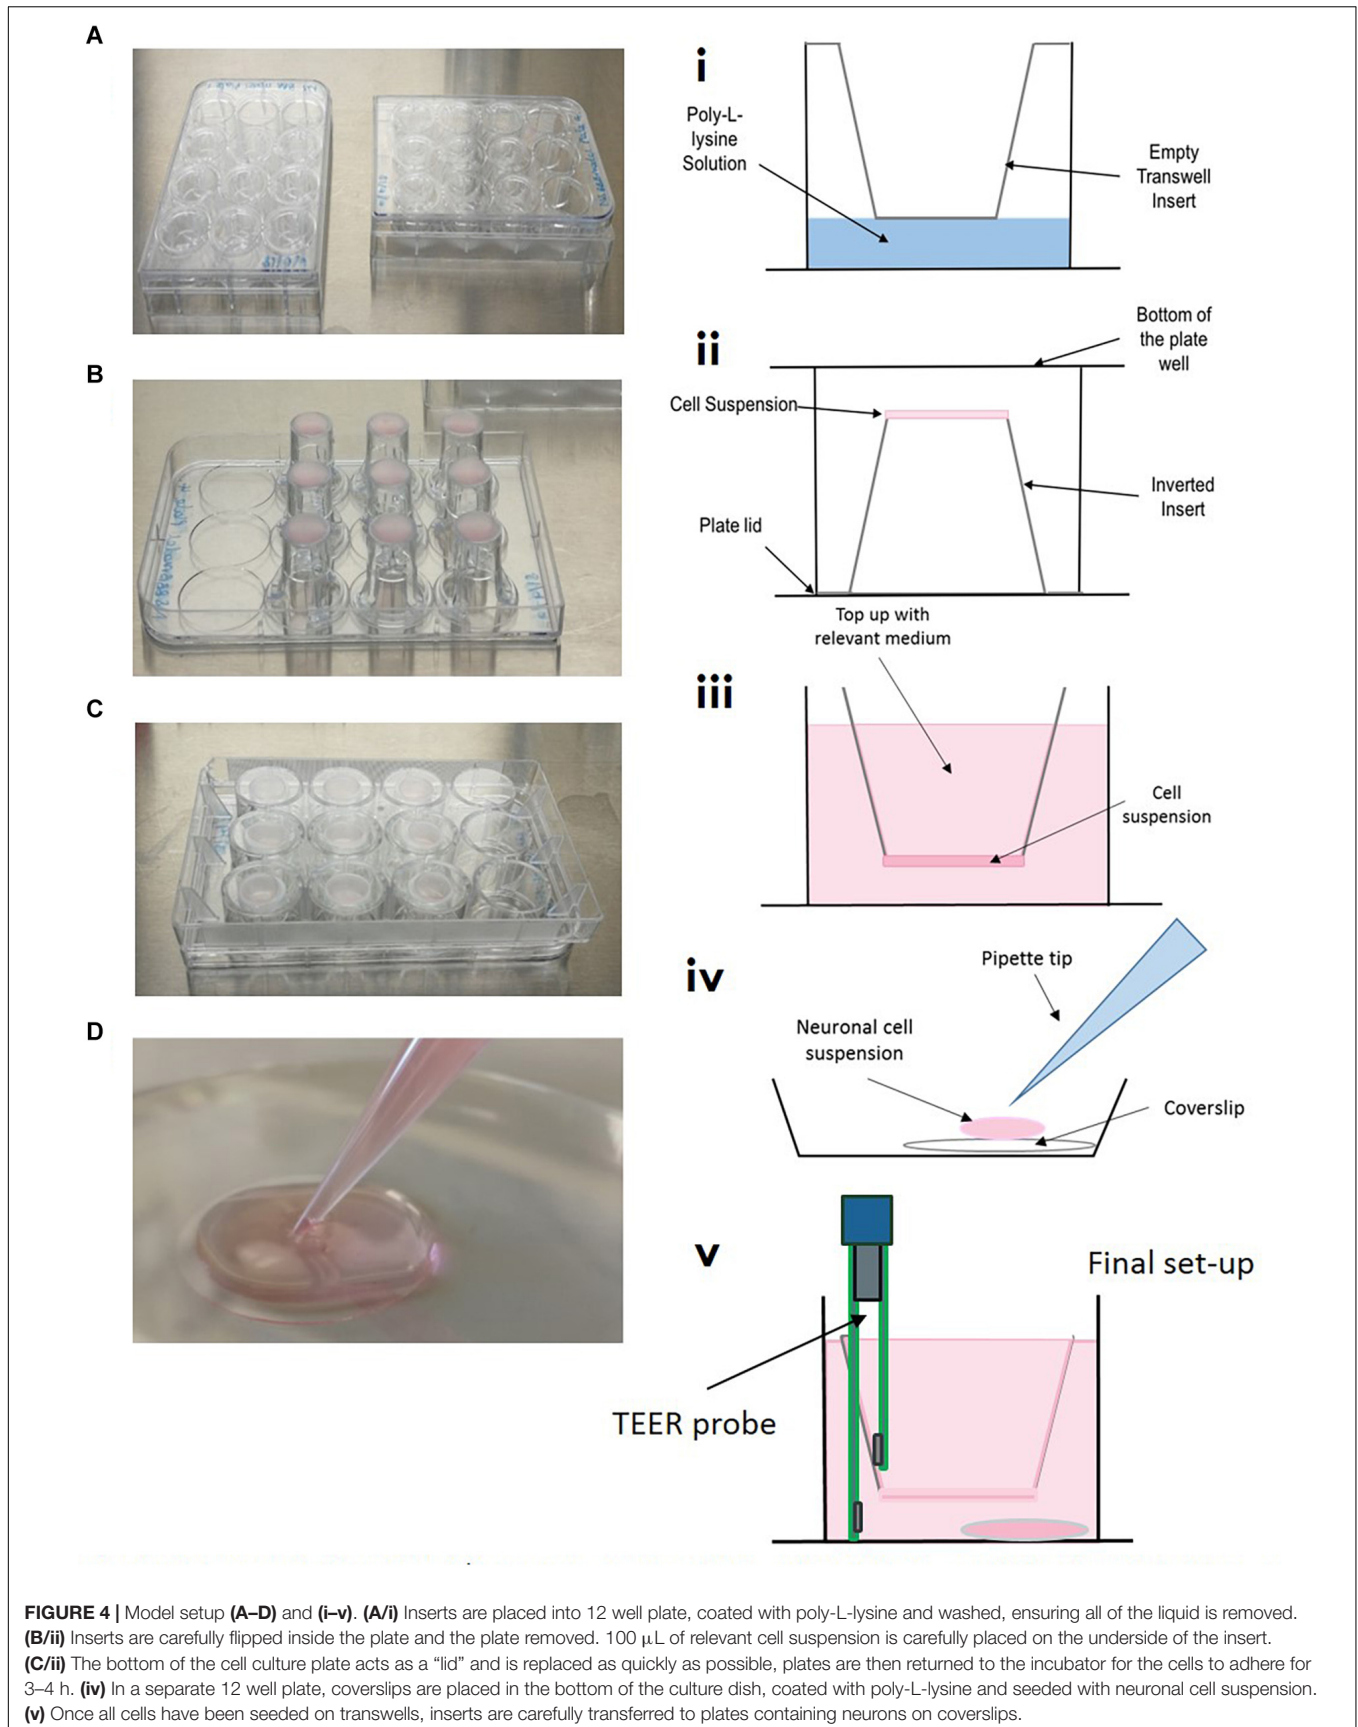 A
i
Poly-L-
lysine
Solution
Empty
Transwell
Insert
B
ii
Bottom of
the plate
well
Cell Suspension
Inverted
Insert
Plate lid
C
iii
Top up with
relevant medium
Cell
suspension
D
iv
Pipette tip
Neuronal cell
suspension
Coverslip
v
Final set-up
TEER probe
FIGURE 4 | Model setup (A–D) and (i–v). (A/i) Inserts are placed into 12 well plate, coated with poly-L-lysine and washed, ensuring all of the liquid is removed.
(B/ii) Inserts are carefully flipped inside the plate and the plate removed. 100 μL of relevant cell suspension is carefully placed on the underside of the insert.
(C/ii) The bottom of the cell culture plate acts as a “lid” and is replaced as quickly as possible, plates are then returned to the incubator for the cells to adhere for
3–4 h. (iv) In a separate 12 well plate, coverslips are placed in the bottom of the culture dish, coated with poly-L-lysine and seeded with neuronal cell suspension.
(v) Once all cells have been seeded on transwells, inserts are carefully transferred to plates containing neurons on coverslips.